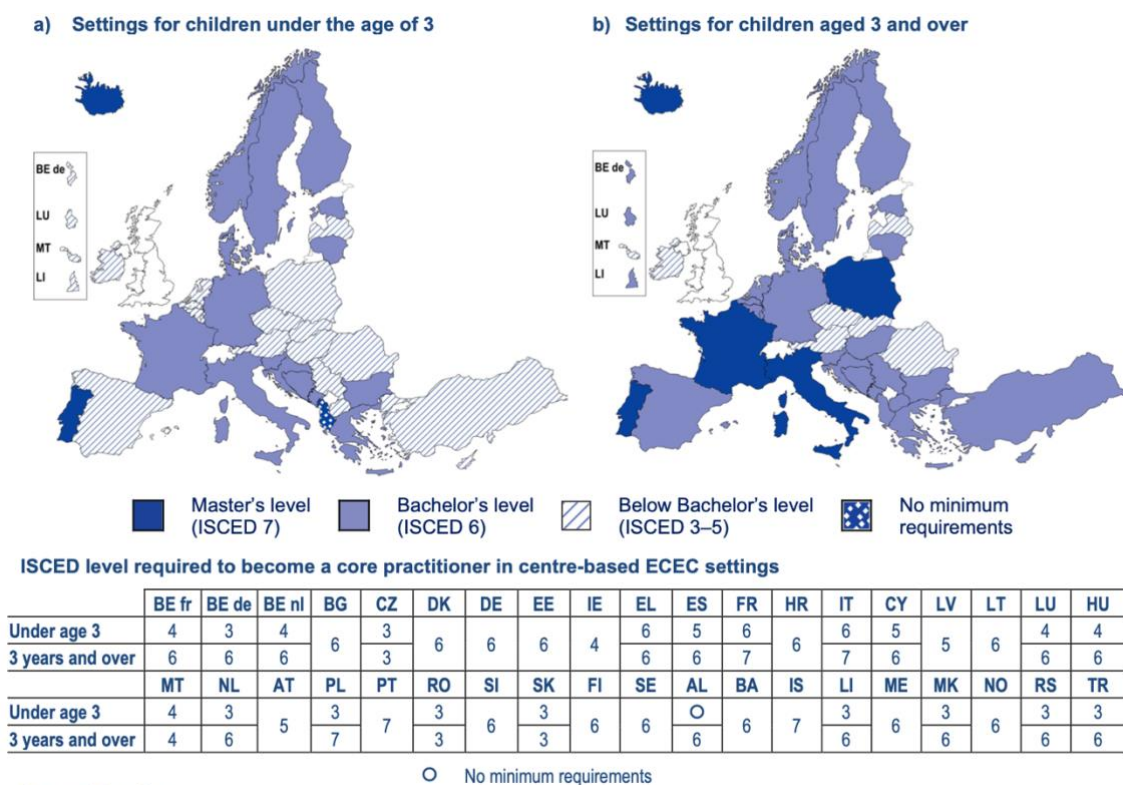 a) Settings for children under the age of 3
b) Settings for children aged 3 and over
BE de
LU
MT
LI
BE de
LU
MT
LI
Master's level (ISCED 7)
Bachelor's level (ISCED 6)
Below Bachelor's level (ISCED 3–5)
No minimum requirements
ISCED level required to become a core practitioner in centre-based ECEC settings
BE fr BE de BE nl BG CZ DK DE EE IE EL ES FR HR IT CY LV LT LU HU
Under age 3 4 3 4 6 3 6 6 6 4 6 5 6 6 6 5 5 6 4 4
3 years and over 6 6 6 3 6 6 7 7 6 6 6
MT NL AT PL PT RO SI SK FI SE AL BA IS LI ME MK NO RS TR
Under age 3 4 3 5 3 7 3 6 3 6 6 O 6 7 3 6 3 6 3 3
3 years and over 4 6 7 3 3 6 6 6 6 6
O No minimum requirements